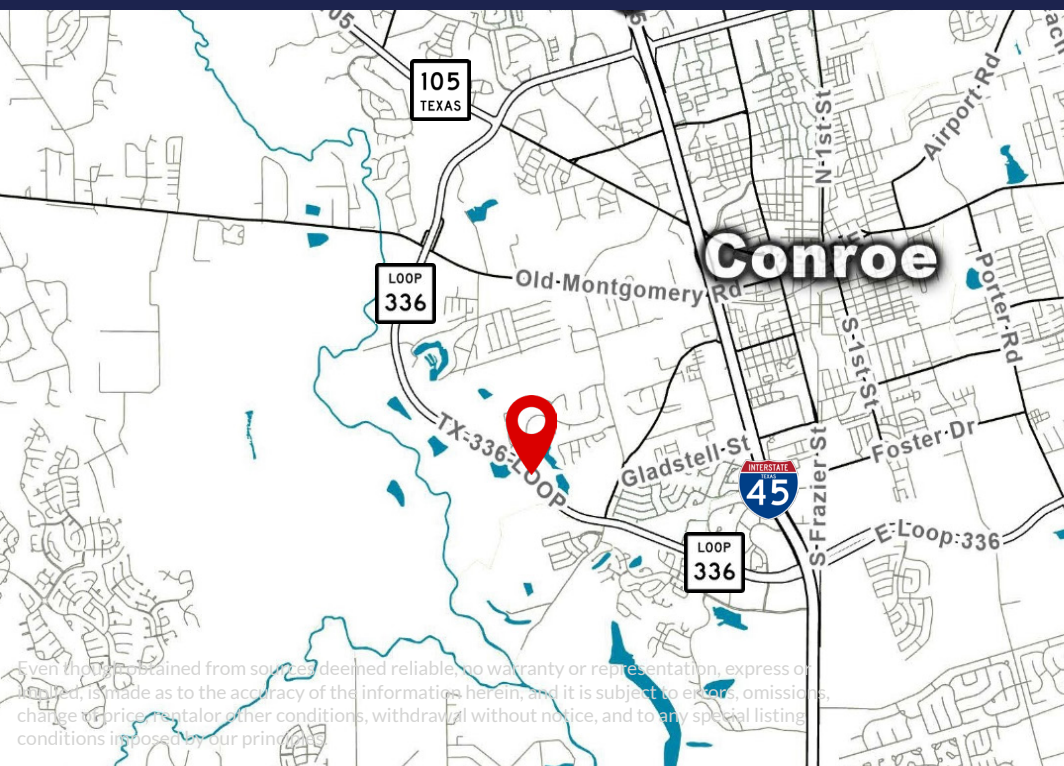 105
TEXAS
N 1st St
Airport Rd
Conroe
LOOP
336
Old Montgomery Rd
Porter Rd
S 1st St
TX-336-LOOP
Gladstell St
Foster Dr
INTERSTATE
TEXAS
45
S Frazier St
E Loop 336
LOOP
336
Even though obtained from sources deemed reliable, no warranty or representation, express or
implied, is made as to the accuracy of the information herein, and it is subject to errors, omissions,
change of price, rentalor other conditions, withdrawal without notice, and to any special listing
conditions imposed by our principals.